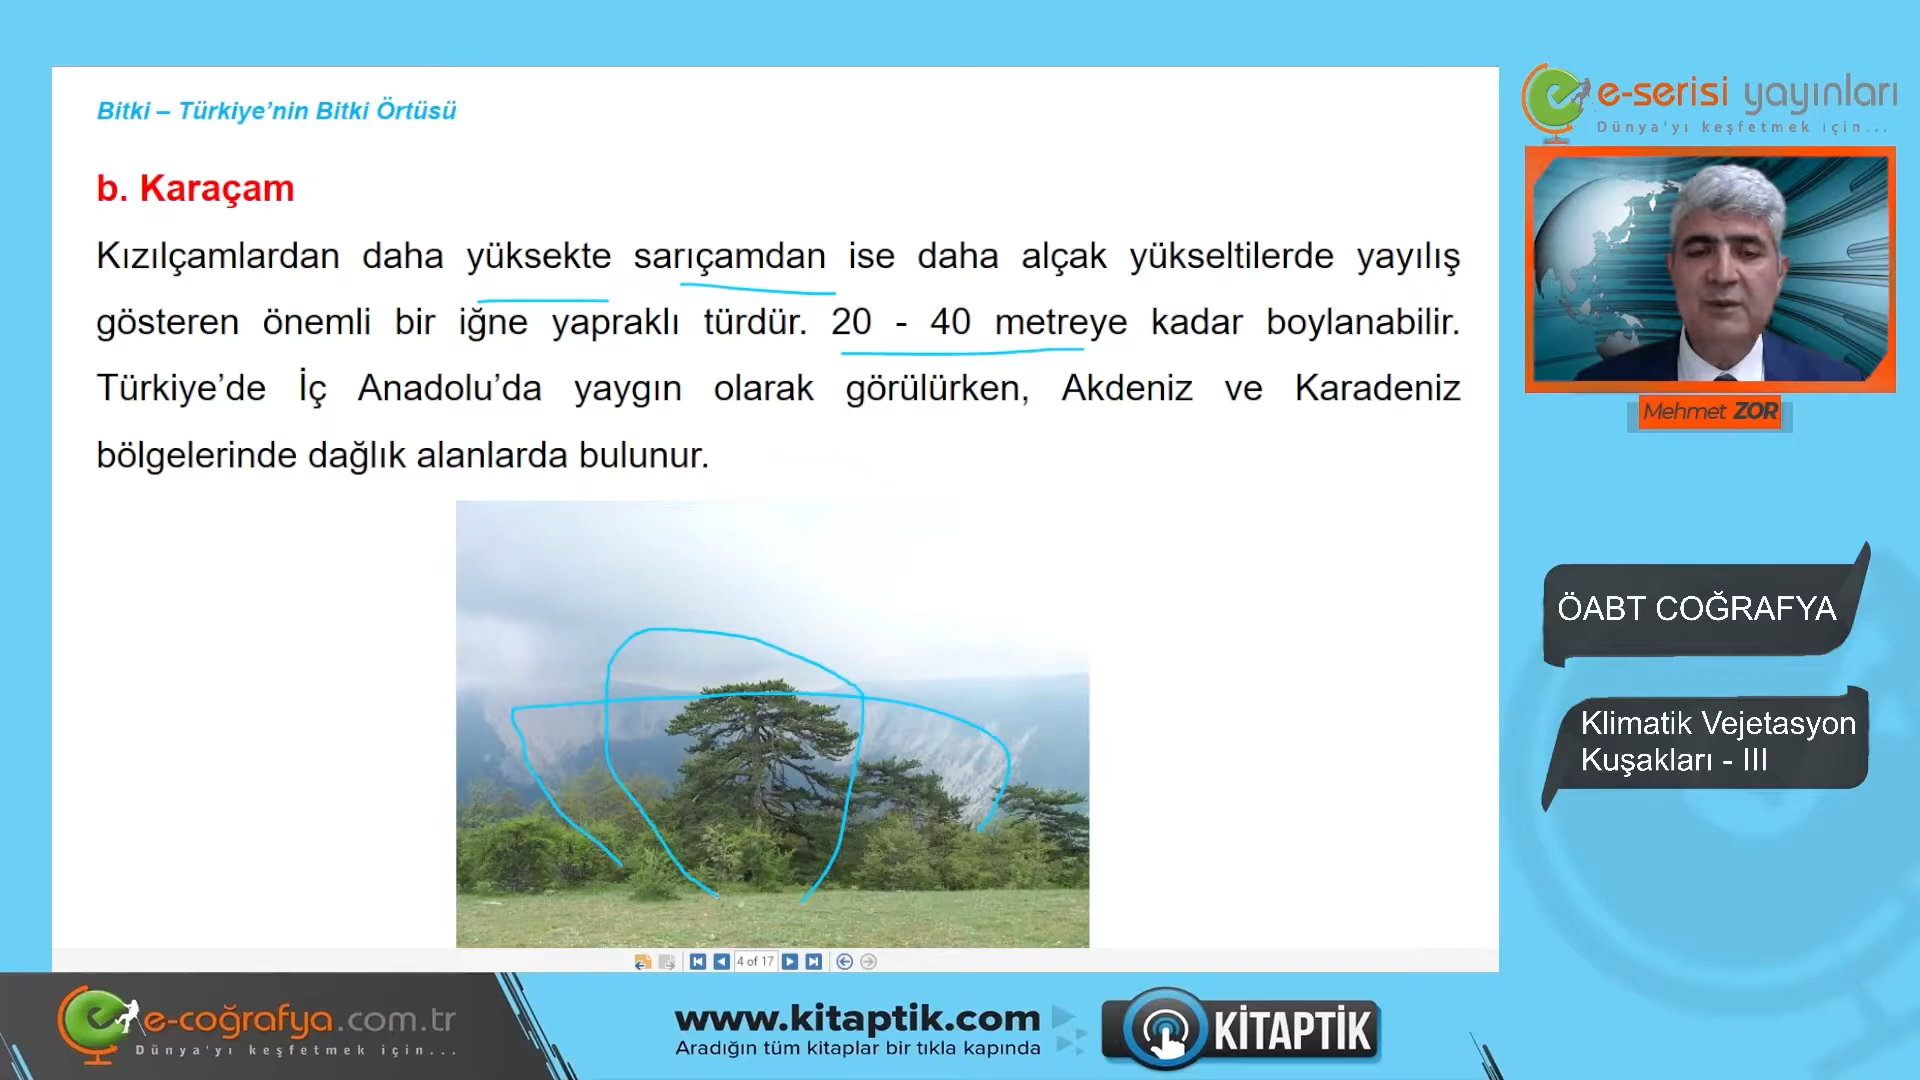 Bitki – Türkiye’nin Bitki Örtüsü
b. Karaçam
Kızılçamlardan daha yüksekte sarıçamdan ise daha alçak yükseltilerde yayılış
gösteren önemli bir iğne yapraklı türdür. 20 - 40 metreye kadar boylanabilir.
Türkiye’de İç Anadolu’da yaygın olarak görülürken, Akdeniz ve Karadeniz
bölgelerinde dağlık alanlarda bulunur.
4 of 17
e-serisi yayınları
Dünya'yı keşfetmek için...
Mehmet ZOR
ÖABT COĞRAFYA
Klimatik Vejetasyon
Kuşakları - III
e-coğrafya.com.tr
Dünya'yı keşfetmek için...
www.kitaptik.com
Aradığın tüm kitaplar bir tıkla kapında
KİTAPTİK